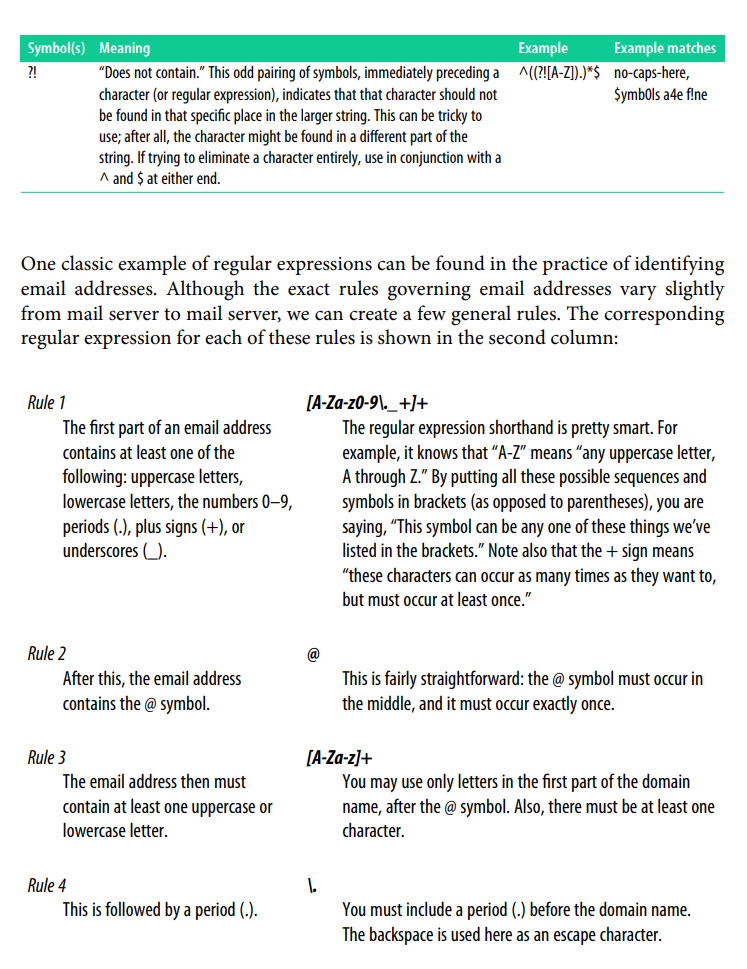 Symbol(s) Meaning Example Example matches
?! “Does not contain.” This odd pairing of symbols, immediately preceding a ^((?![A-Z]).)*$ no-caps-here,
character (or regular expression), indicates that that character should not $ymb0ls a4e f!ne
be found in that specific place in the larger string. This can be tricky to
use; after all, the character might be found in a different part of the
string. If trying to eliminate a character entirely, use in conjunction with a
^ and $ at either end.
One classic example of regular expressions can be found in the practice of identifying
email addresses. Although the exact rules governing email addresses vary slightly
from mail server to mail server, we can create a few general rules. The corresponding
regular expression for each of these rules is shown in the second column:
Rule 1
The first part of an email address
contains at least one of the
following: uppercase letters,
lowercase letters, the numbers 0–9,
periods (.), plus signs (+), or
underscores (_).
[A-Za-z0-9\._+]+
The regular expression shorthand is pretty smart. For
example, it knows that “A-Z” means “any uppercase letter,
A through Z.” By putting all these possible sequences and
symbols in brackets (as opposed to parentheses), you are
saying, “This symbol can be any one of these things we’ve
listed in the brackets.” Note also that the + sign means
“these characters can occur as many times as they want to,
but must occur at least once.”
Rule 2
After this, the email address
contains the @ symbol.
@
This is fairly straightforward: the @ symbol must occur in
the middle, and it must occur exactly once.
Rule 3
The email address then must
contain at least one uppercase or
lowercase letter.
[A-Za-z]+
You may use only letters in the first part of the domain
name, after the @ symbol. Also, there must be at least one
character.
Rule 4
This is followed by a period (.).
\.
You must include a period (.) before the domain name.
The backspace is used here as an escape character.